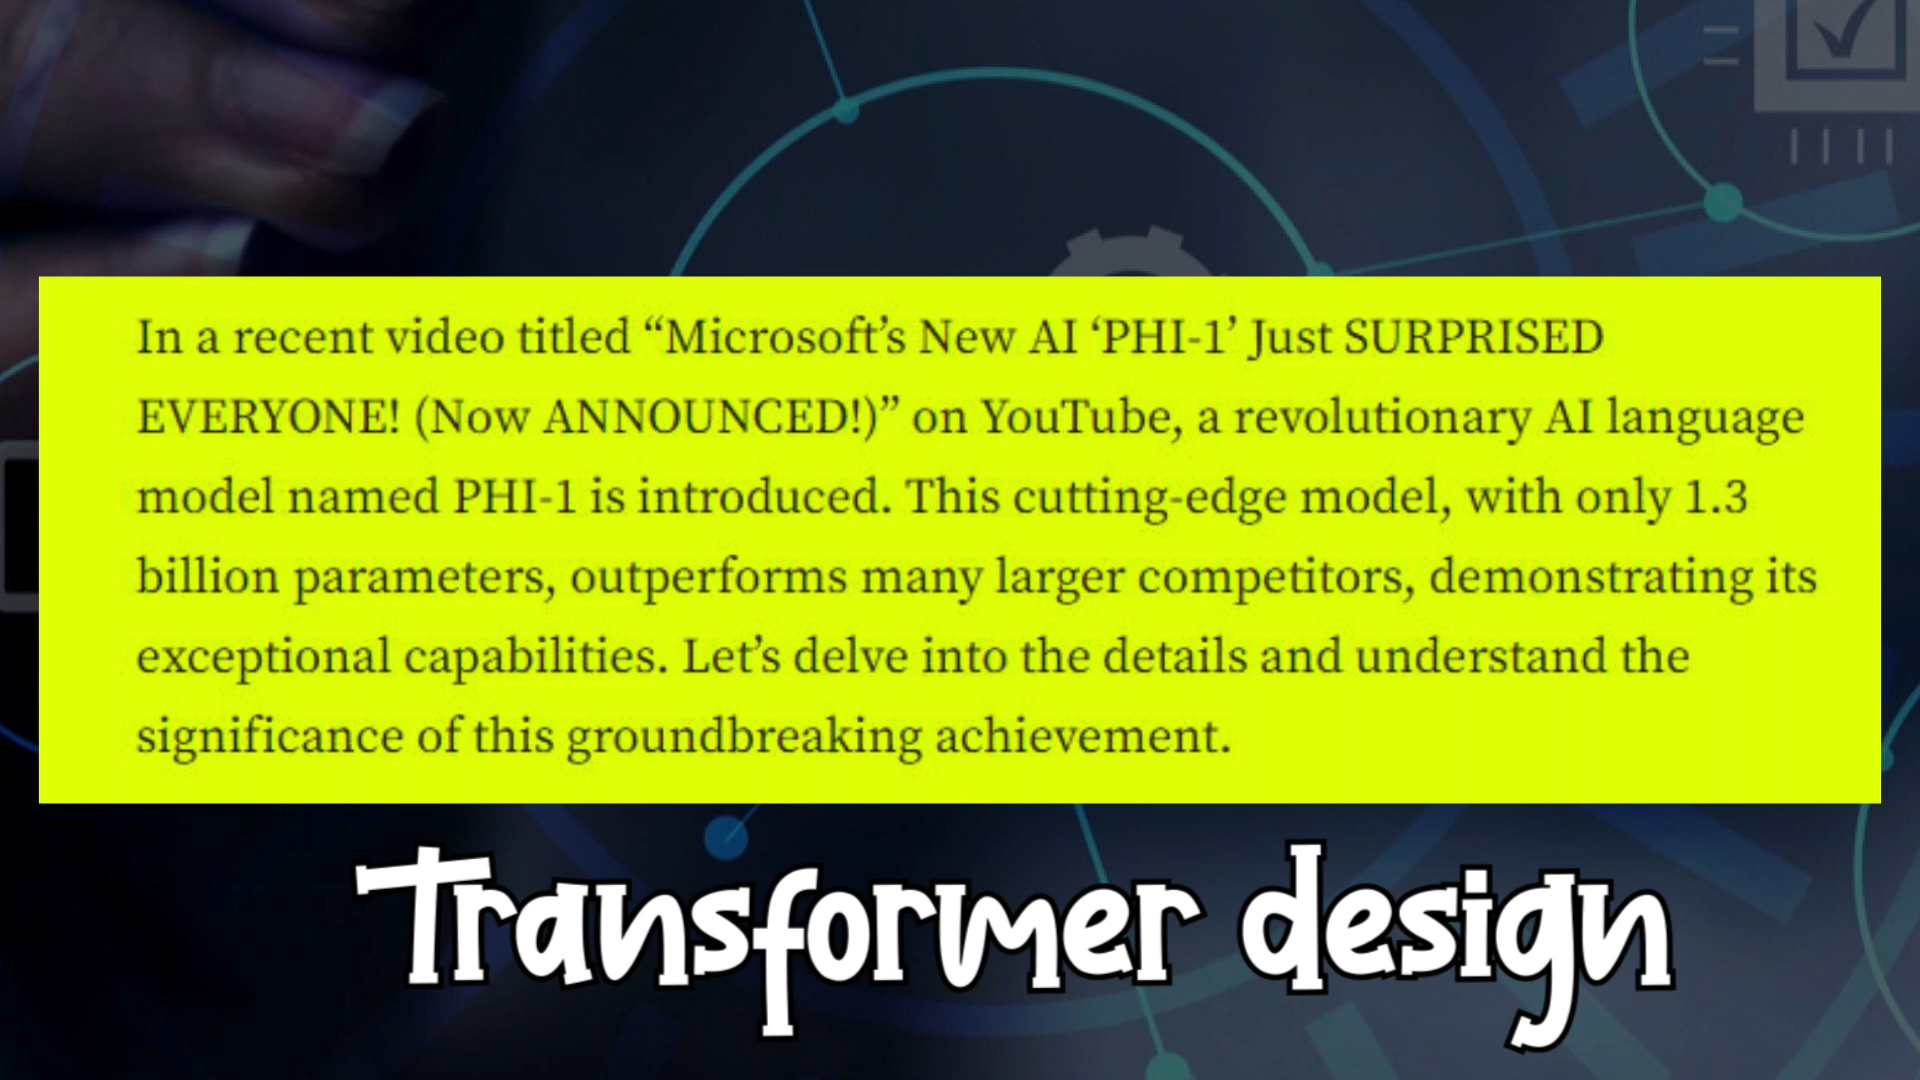 In a recent video titled “Microsoft’s New AI ‘PHI-1’ Just SURPRISED
EVERYONE! (Now ANNOUNCED!)” on YouTube, a revolutionary AI language
model named PHI-1 is introduced. This cutting-edge model, with only 1.3
billion parameters, outperforms many larger competitors, demonstrating its
exceptional capabilities. Let’s delve into the details and understand the
significance of this groundbreaking achievement.
Transformer design